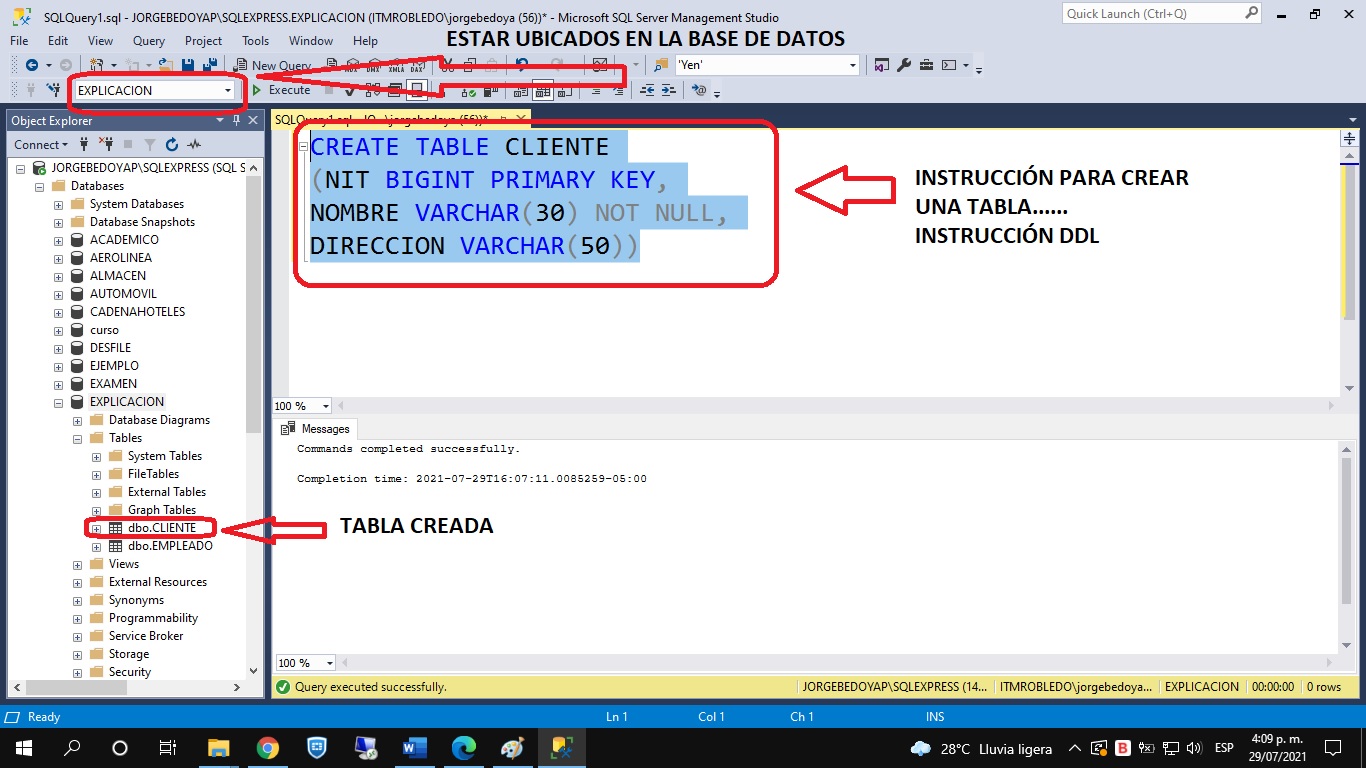 SQLQuery1.sql - JORGEBEDOYAP\SQLEXPRESS.EXPLICACION (ITMROBLEDO\jorgebedoya (56))* - Microsoft SQL Server Management Studio
Quick Launch (Ctrl+Q)
File Edit View Query Project Tools Window Help
ESTAR UBICADOS EN LA BASE DE DATOS
New Query
'Yen'
EXPLICACION
Execute
Object Explorer
Connect
JORGEBEDOYAP\SQLEXPRESS (SQL S
Databases
System Databases
Database Snapshots
ACADEMICO
AEROLINEA
ALMACEN
AUTOMOVIL
CADENAHOTELES
curso
DESFILE
EJEMPLO
EXAMEN
EXPLICACION
Database Diagrams
Tables
System Tables
FileTables
External Tables
Graph Tables
dbo.CLIENTE
dbo.EMPLEADO
Views
External Resources
Synonyms
Programmability
Service Broker
Storage
Security
CREATE TABLE CLIENTE
(NIT BIGINT PRIMARY KEY,
NOMBRE VARCHAR(30) NOT NULL,
DIRECCION VARCHAR(50))
INSTRUCCIÓN PARA CREAR
UNA TABLA......
INSTRUCCIÓN DDL
100 %
Messages
Commands completed successfully.
Completion time: 2021-07-29T16:07:11.0085259-05:00
TABLA CREADA
100 %
Query executed successfully.
JORGEBEDOYAP\SQLEXPRESS (14...
ITMROBLEDO\jorgebedoya...
EXPLICACION
00:00:00
0 rows
Ready
Ln 1
Col 1
Ch 1
INS
28°C Lluvia ligera
ESP
4:09 p. m.
29/07/2021